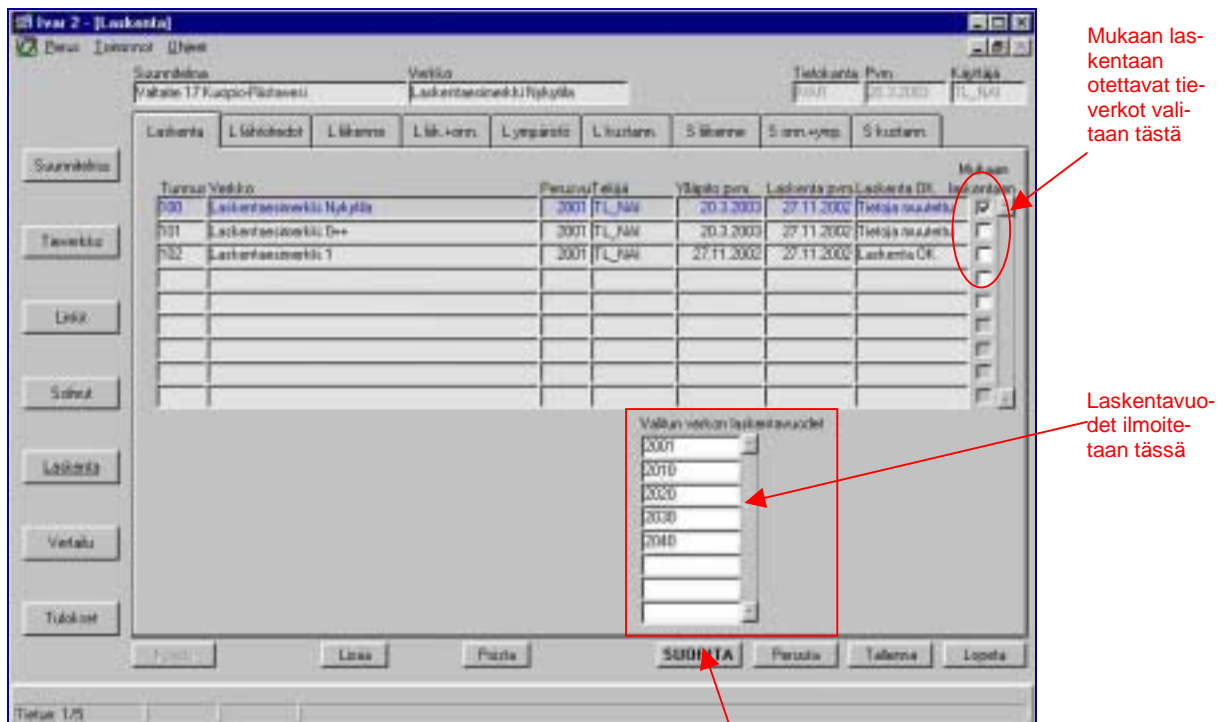 Ivar 2 - [Laskenta]
Perus Toiminnot Ohjeet
Suunnitelma Verkko Tietokanta Pvm Käyttäjä
Valtatie 17 Kuopio-Riistavesi Laskentaesimerkki Nykytila IVAR 20.3.2003 TL_NAI
Laskenta L lähtötiedot L liikenne L liik.+onn. L ympäristö L kustann. S liikenne S onn.+ymp. S kustann.
Mukaan
Tunnus Verkko Perusvu Tekijä Ylläpito pvm. Laskenta pvm Laskenta OK. laskentaan
100 Laskentaesimerkki Nykytila 2001 TL_NAI 20.3.2003 27.11.2002 Tietoja muutettu
101 Laskentaesimerkki 0++ 2001 TL_NAI 20.3.2003 27.11.2002 Tietoja muutettu
102 Laskentaesimerkki 1 2001 TL_NAI 27.11.2002 27.11.2002 Laskenta OK.
Suunnitelma
Tieverkko
Linkit
Solmut
Laskenta
Vertailu
Tulokset
Valitun verkon laskentavuodet
2001
2010
2020
2030
2040
Lisää Poista SUORITA Peruuta Tallenna Lopeta
Tietue: 1/5
Mukaan las-
kentaan
otettavat tie-
verkot vali-
taan tästä
Laskentavuo-
det ilmoite-
taan tässä